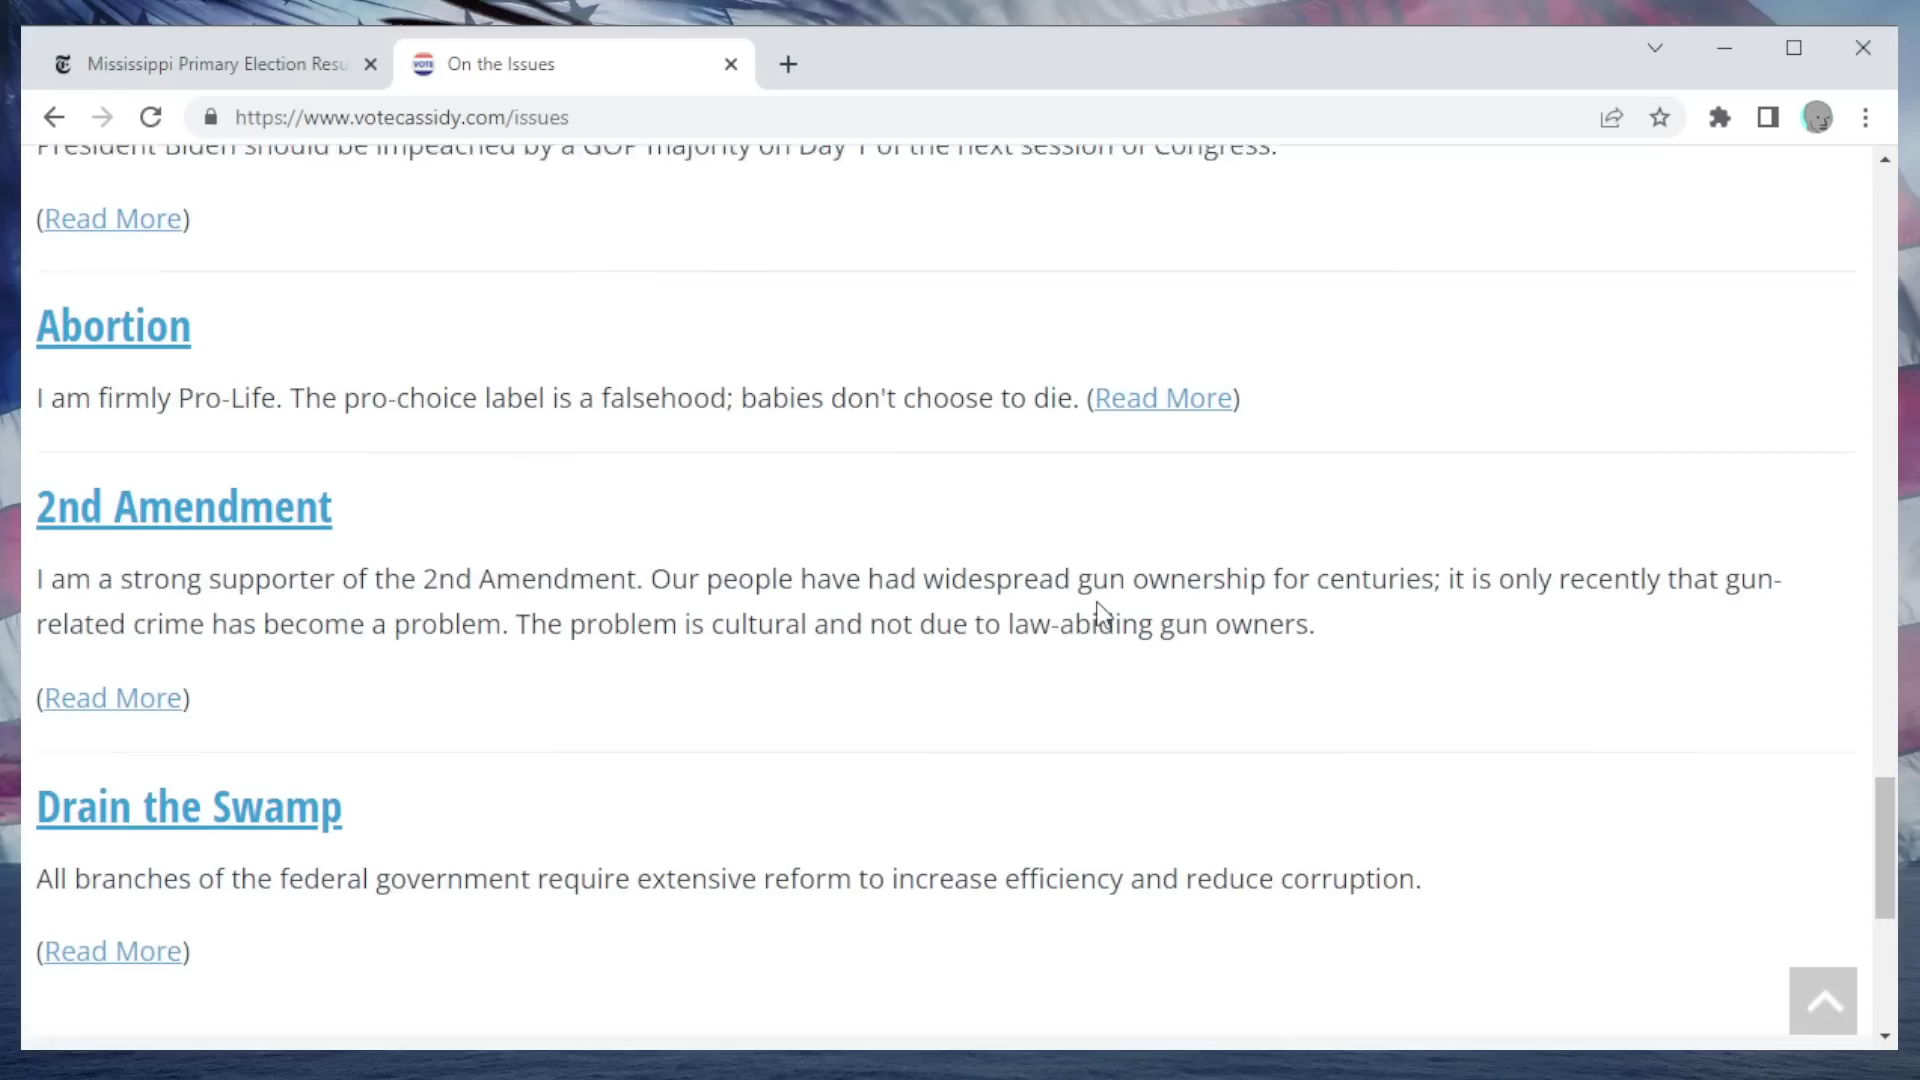 Mississippi Primary Election Resu
VOTE On the Issues
https://www.votecassidy.com/issues
President Biden should be impeached by a GOP majority on Day 1 of the next session of Congress.
(Read More)
Abortion
I am firmly Pro-Life. The pro-choice label is a falsehood; babies don't choose to die. (Read More)
2nd Amendment
I am a strong supporter of the 2nd Amendment. Our people have had widespread gun ownership for centuries; it is only recently that gun-
related crime has become a problem. The problem is cultural and not due to law-abiding gun owners.
(Read More)
Drain the Swamp
All branches of the federal government require extensive reform to increase efficiency and reduce corruption.
(Read More)